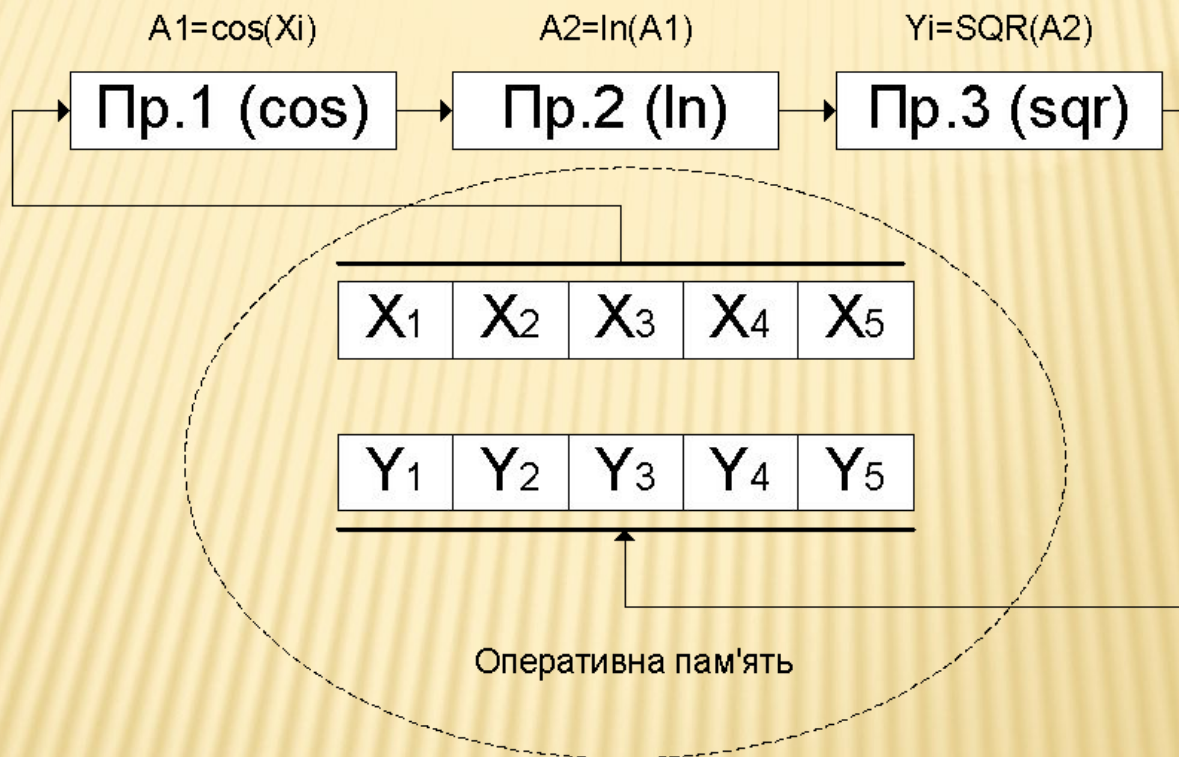 A1=cos(Xi) A2=ln(A1) Yi=SQR(A2)
Пр.1 (cos) Пр.2 (ln) Пр.3 (sqr)
X1 X2 X3 X4 X5
Y1 Y2 Y3 Y4 Y5
Оперативна пам'ять